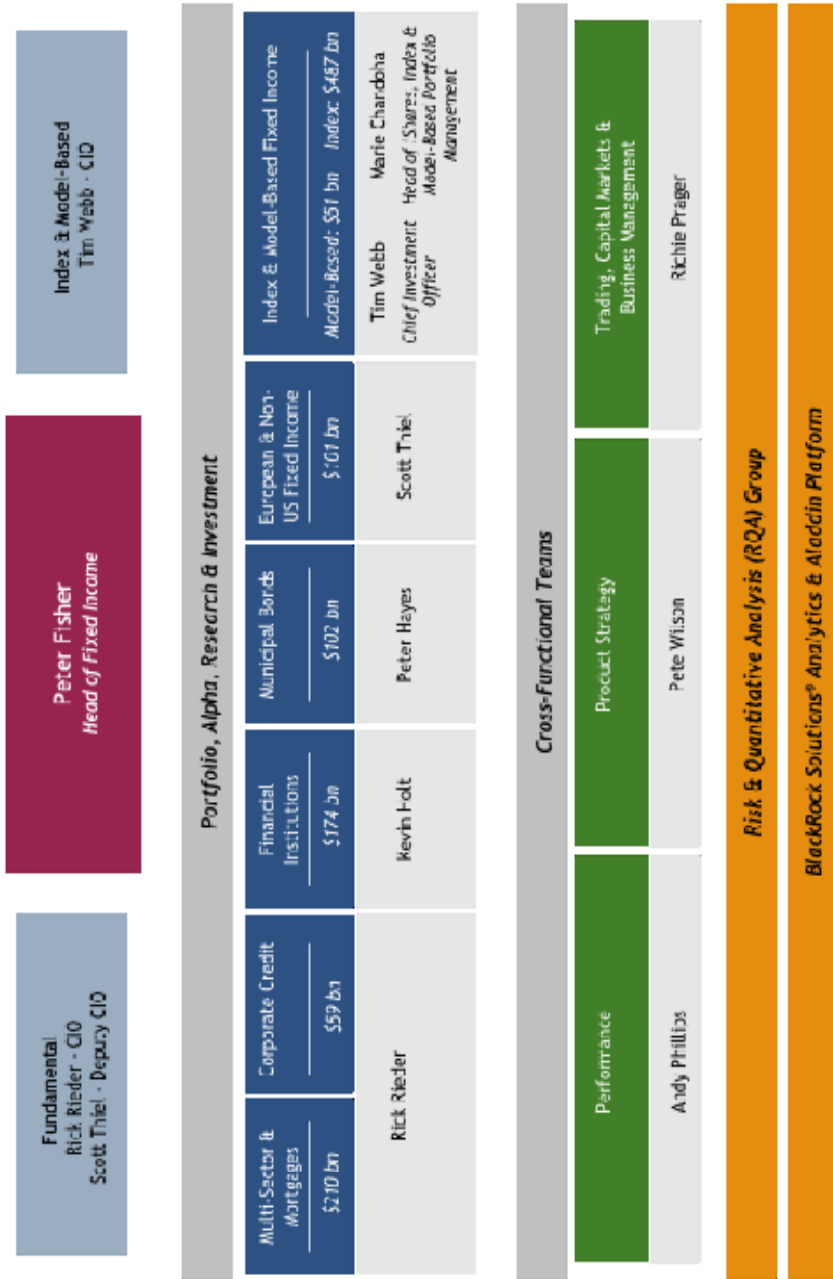 Fundamental
Rick Rieder - CIO
Scott Thiel - Deputy CIO
Peter Fisher
Head of Fixed Income
Index & Model-Based
Tim Webb - CIO
Portfolio, Alpha, Research & Investment
Multi-Sector &
Mortgages
$210 bn
Corporate Credit
$59 bn
Financial
Institutions
$174 bn
Municipal Bonds
$102 bn
European & Non-
US Fixed Income
$101 bn
Index & Model-Based Fixed Income
Model-Based: $51 bn Index: $487 bn
Rick Rieder
Kevin Holt
Peter Hayes
Scott Thiel
Tim Webb
Chief Investment
Officer
Marie Chandoha
Head of iShares, Index &
Model-Based Portfolio
Management
Cross-Functional Teams
Performance
Product Strategy
Trading, Capital Markets &
Business Management
Andy Phillips
Pete Wilson
Richie Prager
Risk & Quantitative Analysis (RQA) Group
BlackRock Solutions® Analytics & Aladdin Platform